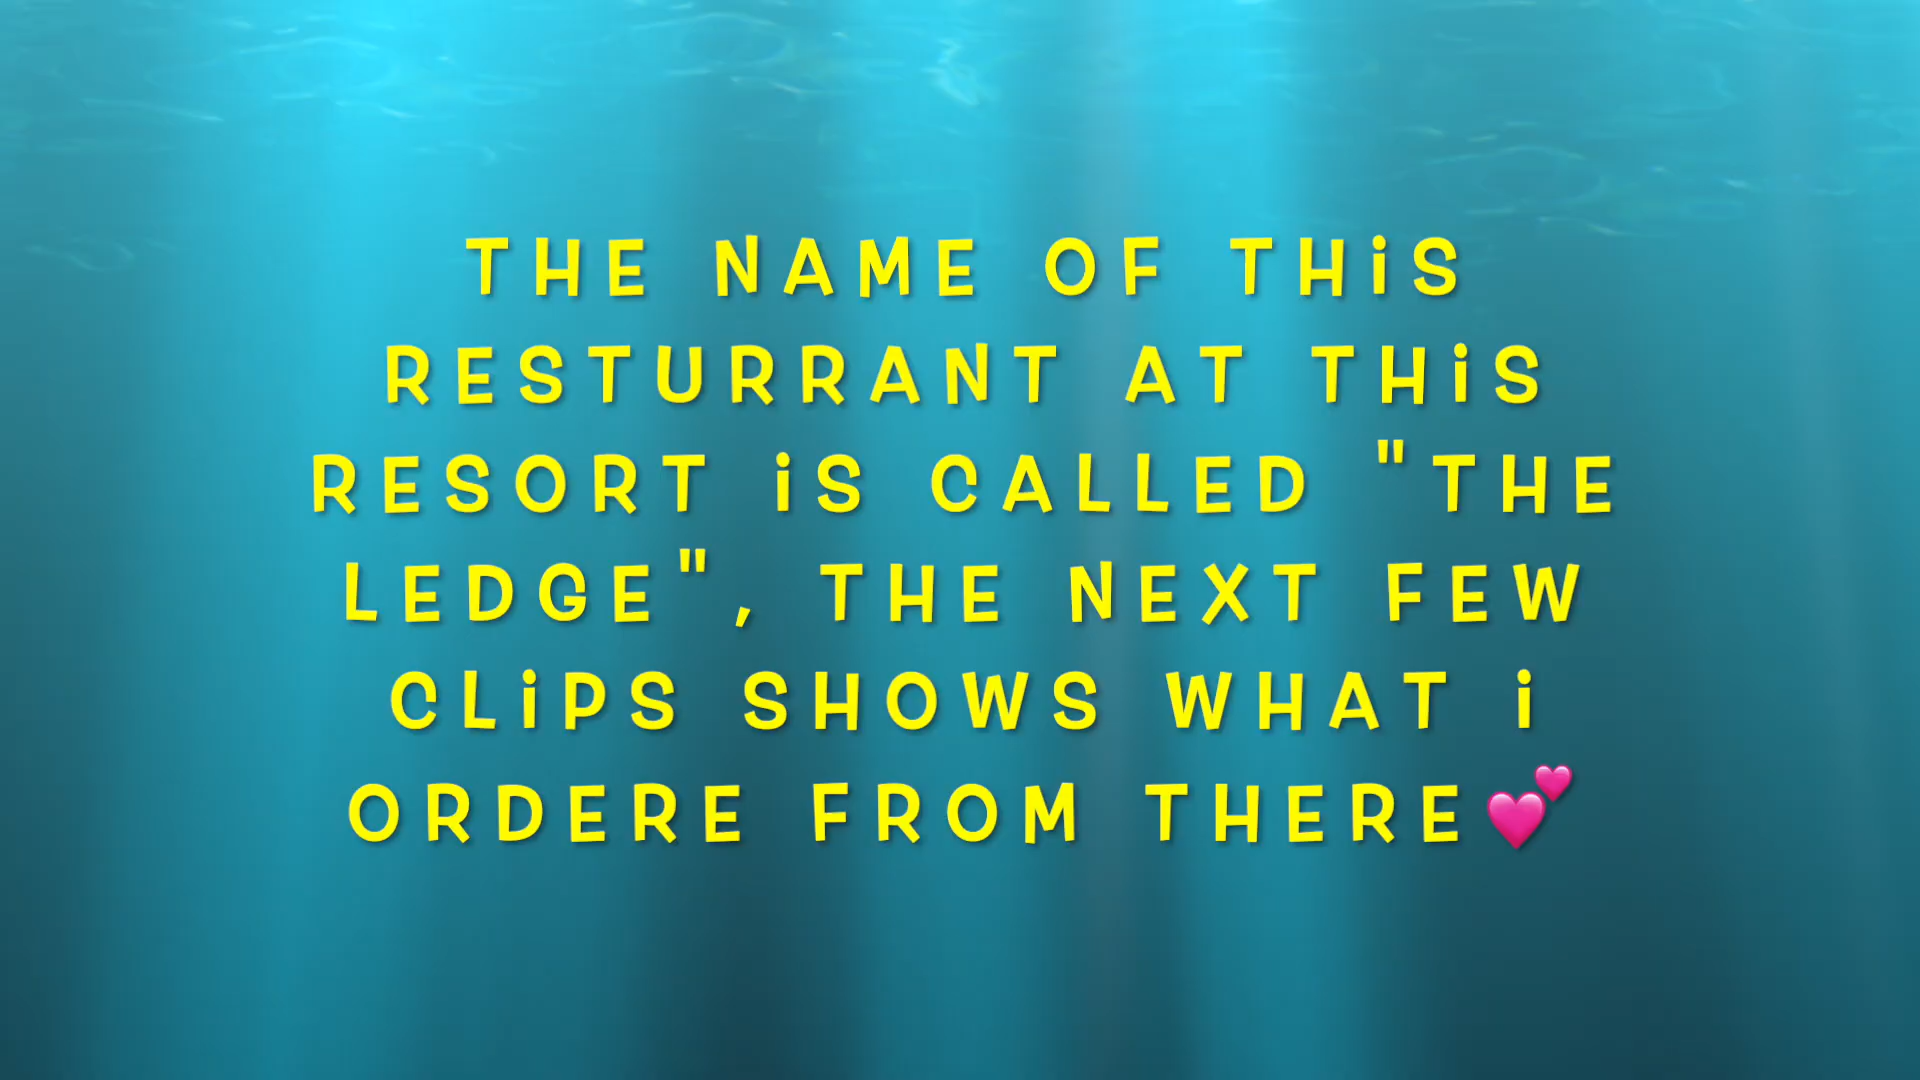 THE NAME OF THiS
RESTURRANT AT THiS
RESORT iS CALLED "THE
LEDGE", THE NEXT FEW
CLiPS SHOWS WHAT i
ORDERE FROM THERE💕